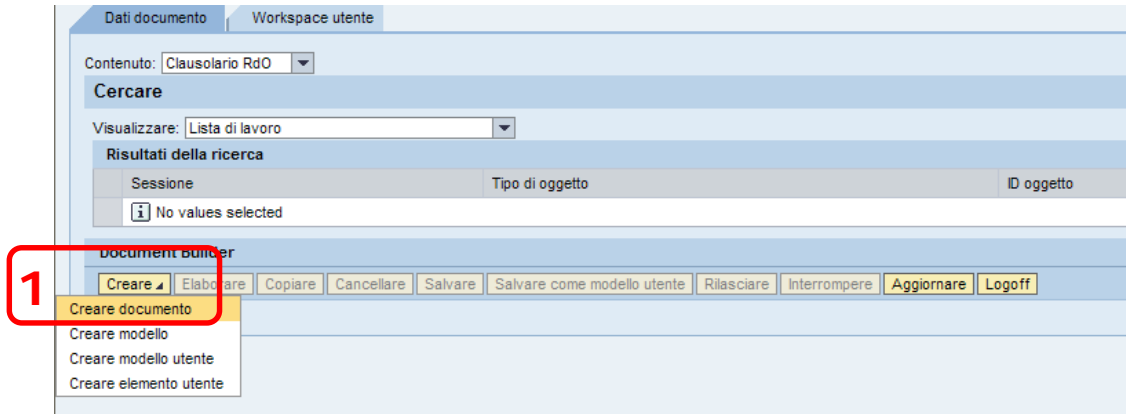 Dati documento Workspace utente
Contenuto: Clausolario RdO
Cercare
Visualizzare: Lista di lavoro
Risultati della ricerca
Sessione Tipo di oggetto ID oggetto
i No values selected
Document Builder
1 Creare Elaborare Copiare Cancellare Salvare Salvare come modello utente Rilasciare Interrompere Aggiornare Logoff
Creare documento
Creare modello
Creare modello utente
Creare elemento utente